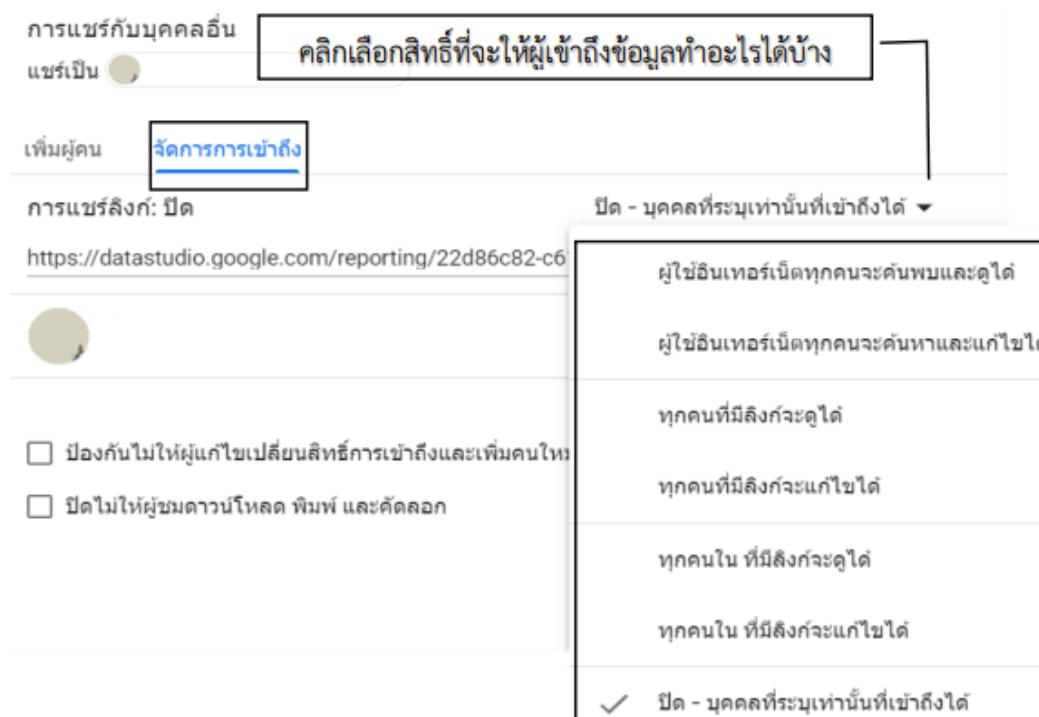 การแชร์กับบุคคลอื่น
คลิกเลือกสิทธิ์ที่จะให้ผู้เข้าถึงข้อมูลทำอะไรได้บ้าง
แชร์เป็น
เพิ่มผู้คน
จัดการการเข้าถึง
การแชร์ลิงก์: ปิด
ปิด - บุคคลที่ระบุเท่านั้นที่เข้าถึงได้
https://datastudio.google.com/reporting/22d86c82-c6
ผู้ใช้อินเทอร์เน็ตทุกคนจะค้นพบและดูได้
ผู้ใช้อินเทอร์เน็ตทุกคนจะค้นหาและแก้ไขได้
ทุกคนที่มีลิงก์จะดูได้
ป้องกันไม่ให้ผู้แก้ไขเปลี่ยนสิทธิ์การเข้าถึงและเพิ่มคนใหม
ทุกคนที่มีลิงก์จะแก้ไขได้
ปิดไม่ให้ผู้ชมดาวน์โหลด พิมพ์ และคัดลอก
ทุกคนใน ที่มีลิงก์จะดูได้
ทุกคนใน ที่มีลิงก์จะแก้ไขได้
ปิด - บุคคลที่ระบุเท่านั้นที่เข้าถึงได้